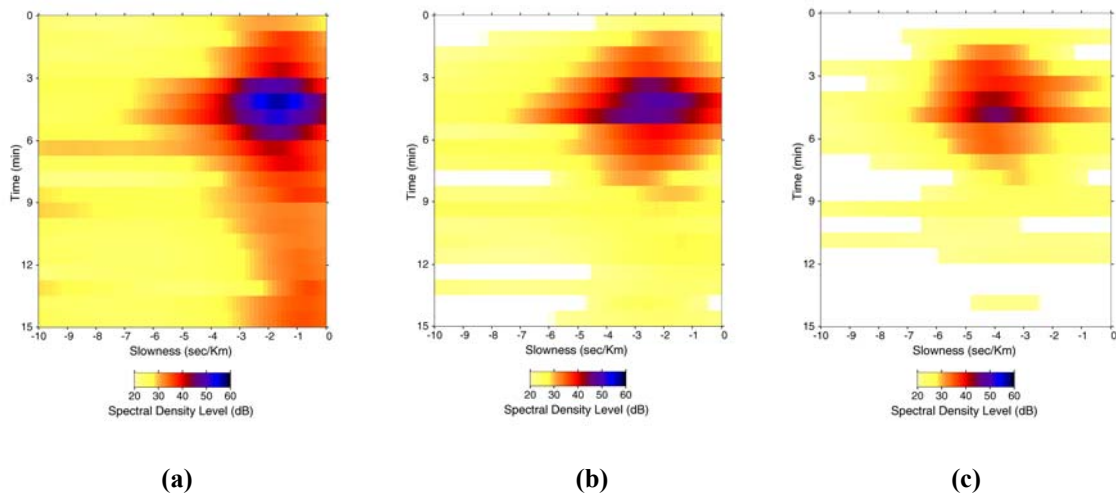 0
3
6
9
12
15
Time (min)
-10 -9 -8 -7 -6 -5 -4 -3 -2 -1 0
Slowness (sec/Km)
20 30 40 50 60
Spectral Density Level (dB)
(a)
0
3
6
9
12
15
Time (min)
-10 -9 -8 -7 -6 -5 -4 -3 -2 -1 0
Slowness (sec/Km)
20 30 40 50 60
Spectral Density Level (dB)
(b)
0
3
6
9
12
15
Time (min)
-10 -9 -8 -7 -6 -5 -4 -3 -2 -1 0
Slowness (sec/Km)
20 30 40 50 60
Spectral Density Level (dB)
(c)